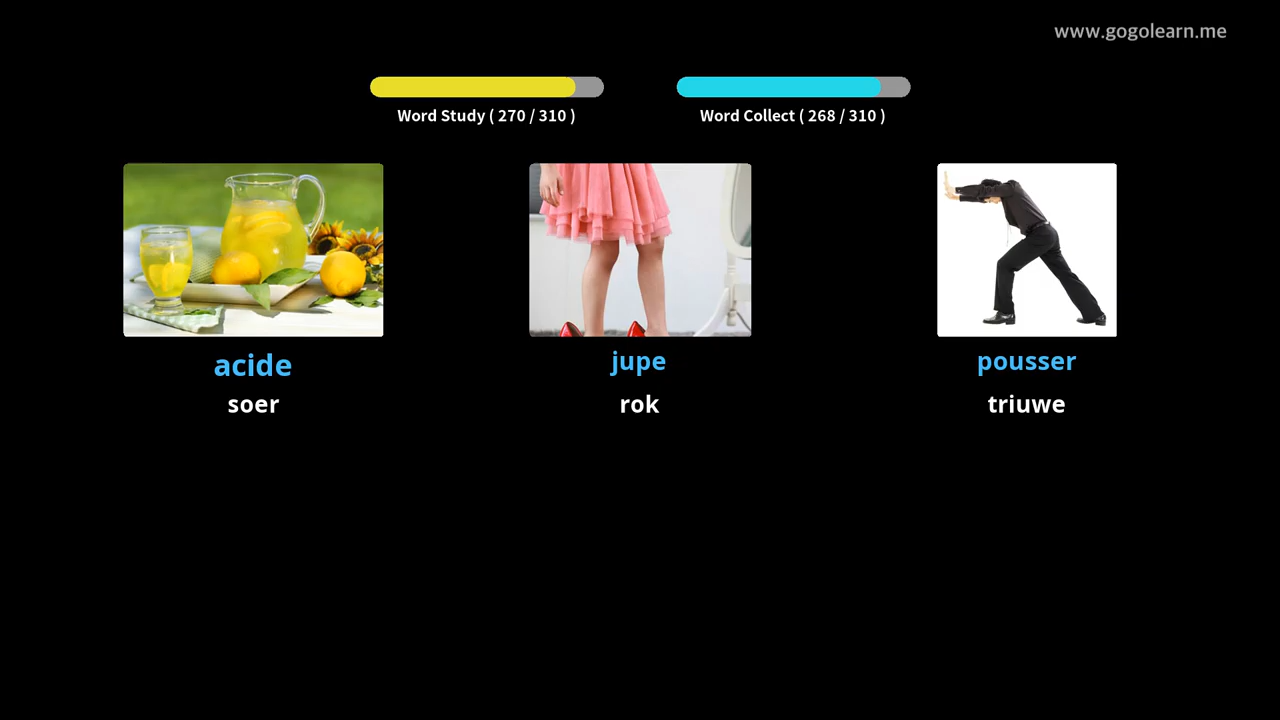 www.gogolearn.me
Word Study ( 270 / 310 )
Word Collect ( 268 / 310 )
acide
jupe
pousser
soer
rok
triuwe